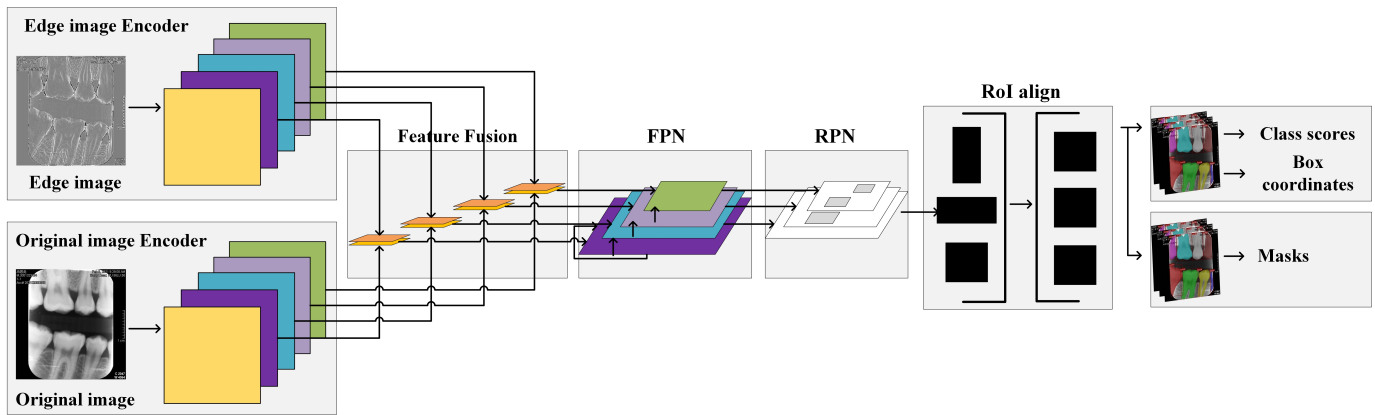 Edge image Encoder
Edge image
Original image Encoder
Original image
Feature Fusion
FPN
RPN
RoI align
Class scores
Box
coordinates
Masks